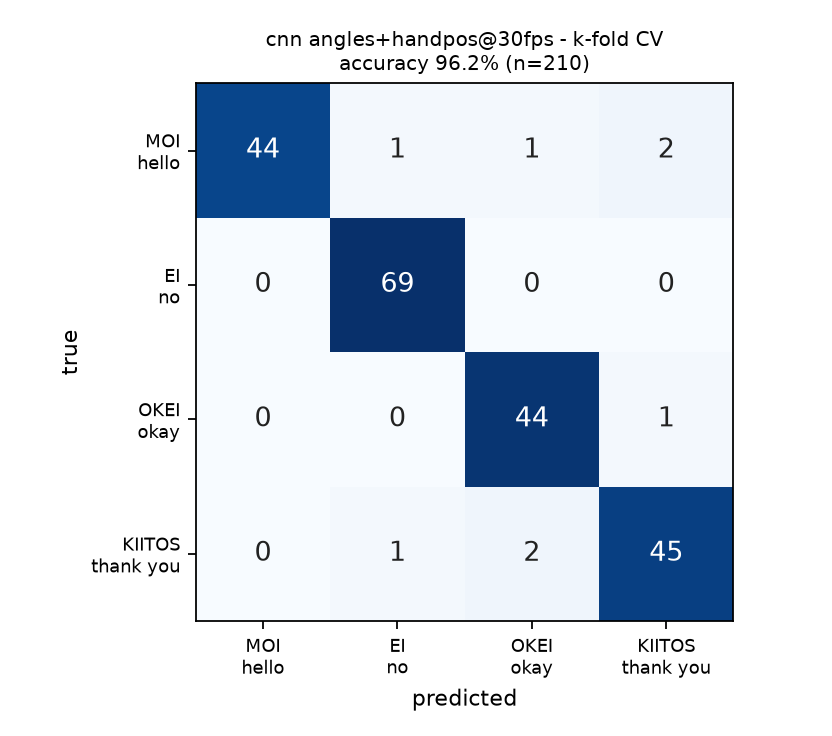 cnn angles+handpos@30fps - k-fold CV
accuracy 96.2% (n=210)
MOI
hello
44 1 1 2
EI
no
0 69 0 0
true
OKEI
okay
0 0 44 1
KIITOS
thank you
0 1 2 45
MOI EI OKEI KIITOS
hello no okay thank you
predicted